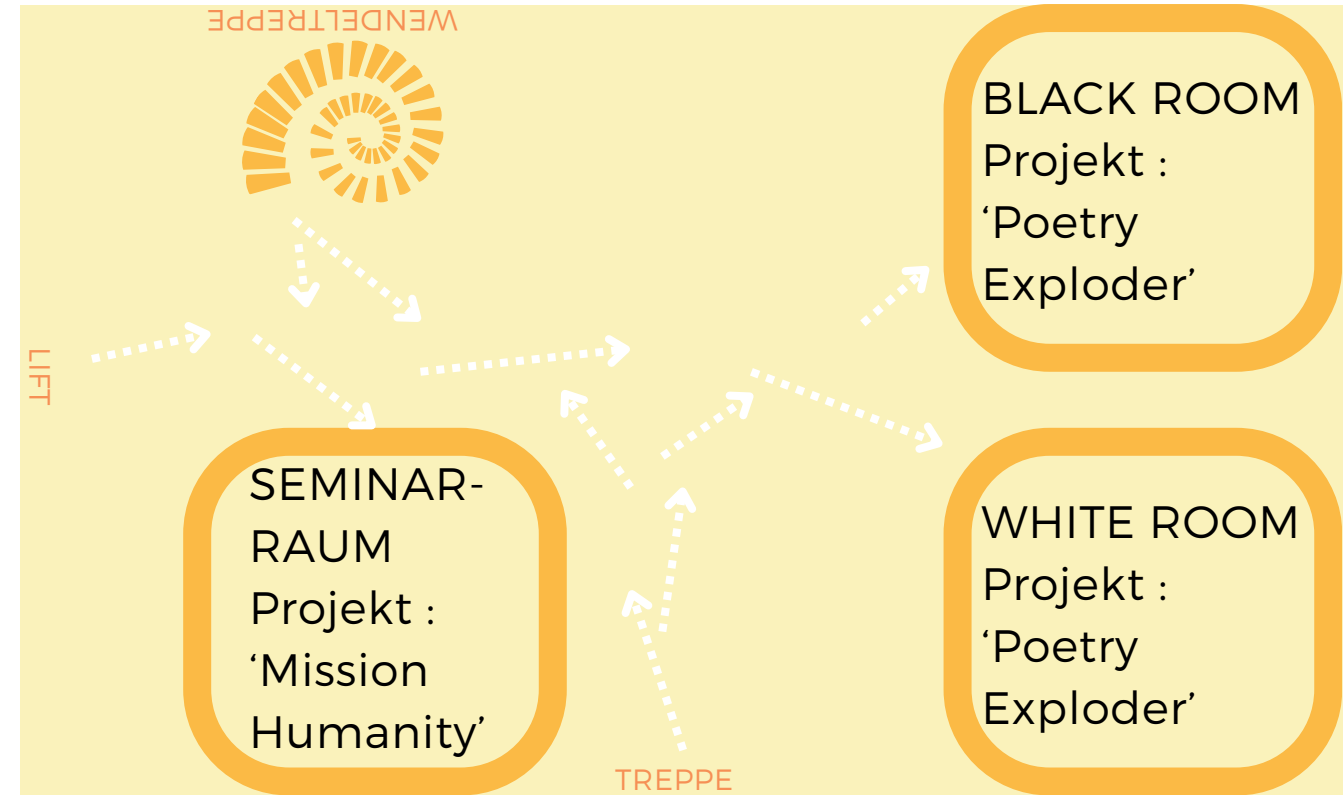 WENDELTREPPE
BLACK ROOM
Projekt :
‘Poetry
Exploder’
LIFT
SEMINAR-
RAUM
Projekt :
‘Mission
Humanity’
WHITE ROOM
Projekt :
‘Poetry
Exploder’
TREPPE